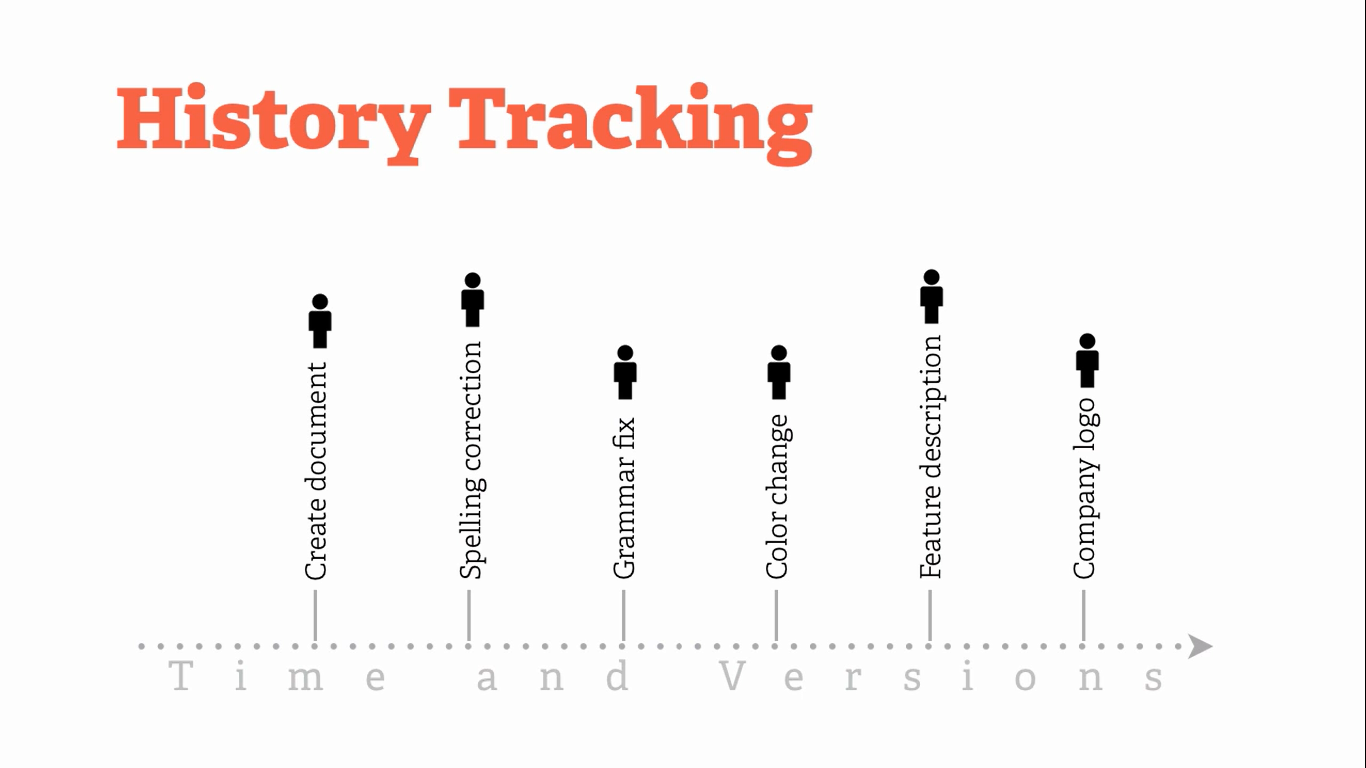 History Tracking
Create document
Spelling correction
Grammar fix
Color change
Feature description
Company logo
Time and Versions